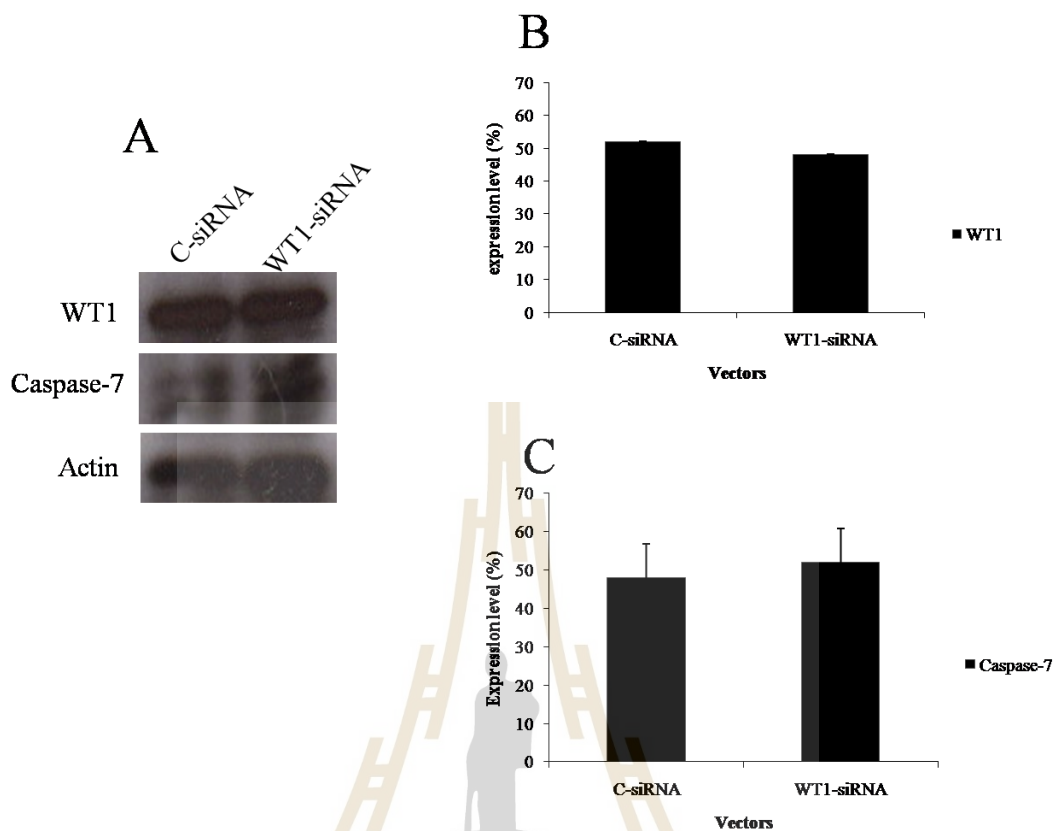 A
C-siRNA
WT1-siRNA
WT1
Caspase-7
Actin
B
70
60
50
40
30
20
10
0
expression level (%)
C-siRNA
WT1-siRNA
Vectors
WT1
C
70
60
50
40
30
20
10
0
Expression level (%)
C-siRNA
WT1-siRNA
Vectors
Caspase-7